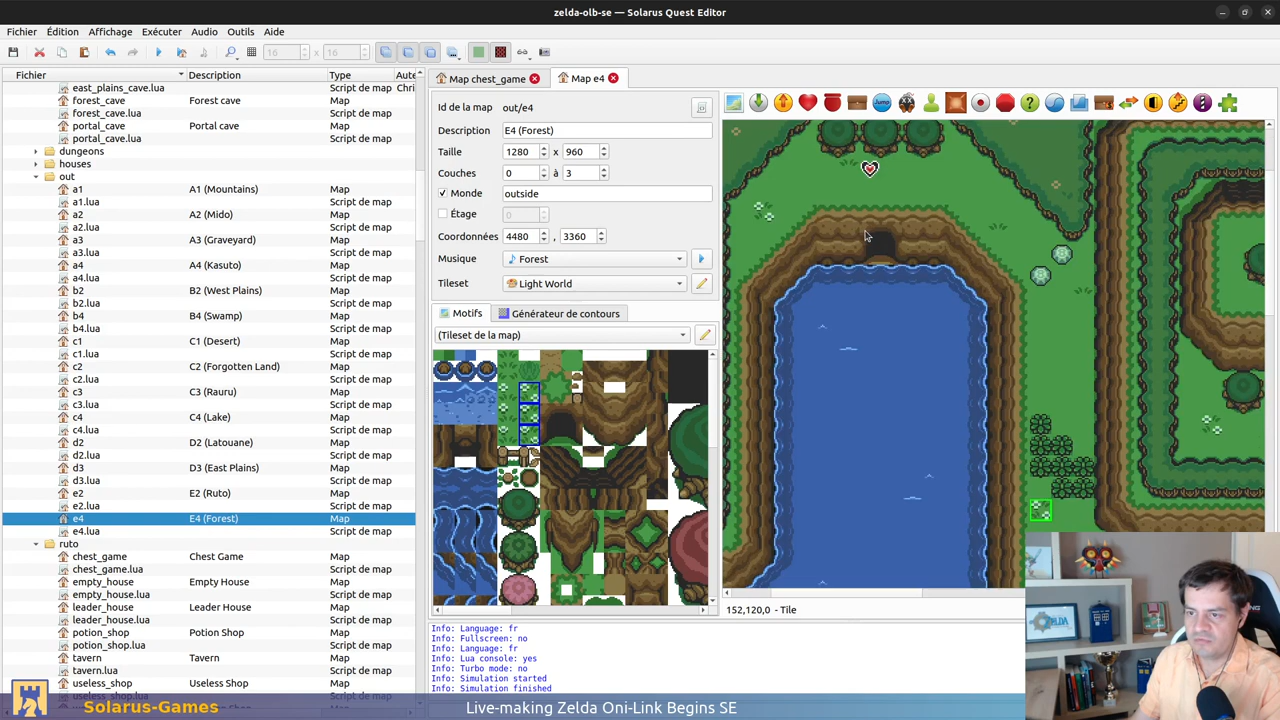 zelda-olb-se — Solarus Quest Editor
Fichier Édition Affichage Exécuter Audio Outils Aide
16 x 16
Fichier Description Type Aute
Map chest_game Map e4
east_plains_cave.lua Script de map Chri
forest_cave Forest cave Map
forest_cave.lua Script de map
portal_cave Portal cave Map
portal_cave.lua Script de map
dungeons
houses
out
a1 A1 (Mountains) Map
a1.lua Script de map
a2 A2 (Mido) Map
a2.lua Script de map
a3 A3 (Graveyard) Map
a3.lua Script de map
a4 A4 (Kasuto) Map
a4.lua Script de map
b2 B2 (West Plains) Map
b2.lua Script de map
b4 B4 (Swamp) Map
b4.lua Script de map
c1 C1 (Desert) Map
c1.lua Script de map
c2 C2 (Forgotten Land) Map
c2.lua Script de map
c3 C3 (Rauru) Map
c3.lua Script de map
c4 C4 (Lake) Map
c4.lua Script de map
d2 D2 (Latouane) Map
d2.lua Script de map
d3 D3 (East Plains) Map
d3.lua Script de map
e2 E2 (Ruto) Map
e2.lua Script de map
e4 E4 (Forest) Map
e4.lua Script de map
ruto
chest_game Chest Game Map
chest_game.lua Script de map
empty_house Empty House Map
empty_house.lua Script de map
leader_house Leader House Map
leader_house.lua Script de map
potion_shop Potion Shop Map
potion_shop.lua Script de map
tavern Tavern Map
tavern.lua Script de map
useless_shop Useless Shop Map
useless_shop.lua Script de map
Id de la map out/e4
Description E4 (Forest)
Taille 1280 x 960
Couches 0 à 3
Monde outside
Étage 0
Coordonnées 4480 , 3360
Musique Forest
Tileset Light World
Motifs Générateur de contours
(Tileset de la map)
Jump
152,120,0 - Tile
Info: Language: fr
Info: Fullscreen: no
Info: Language: fr
Info: Lua console: yes
Info: Turbo mode: no
Info: Simulation started
Info: Simulation finished
Solarus-Games Live-making Zelda Oni-Link Begins SE